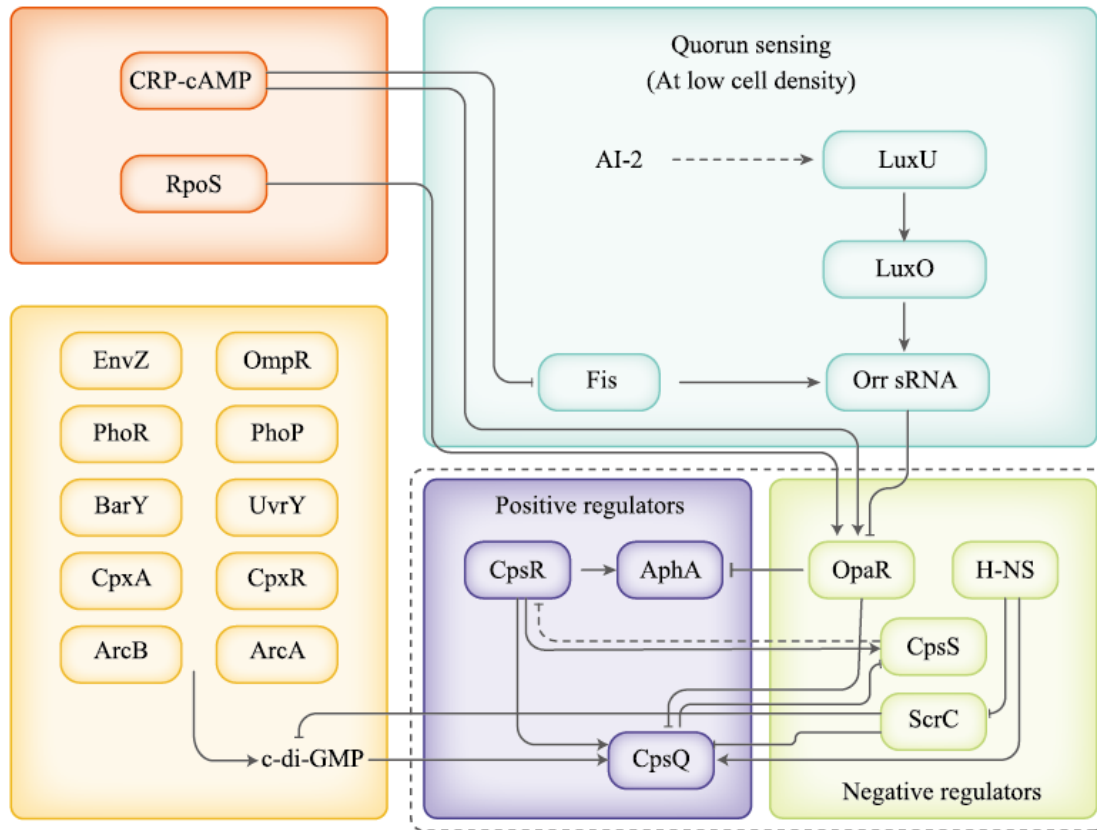 CRP-cAMP
RpoS
Quorun sensing
(At low cell density)
AI-2
LuxU
LuxO
Fis
Orr sRNA
EnvZ
OmpR
PhoR
PhoP
BarY
UvrY
CpxA
CpxR
ArcB
ArcA
c-di-GMP
Positive regulators
CpsR
AphA
CpsQ
OpaR
H-NS
CpsS
ScrC
Negative regulators